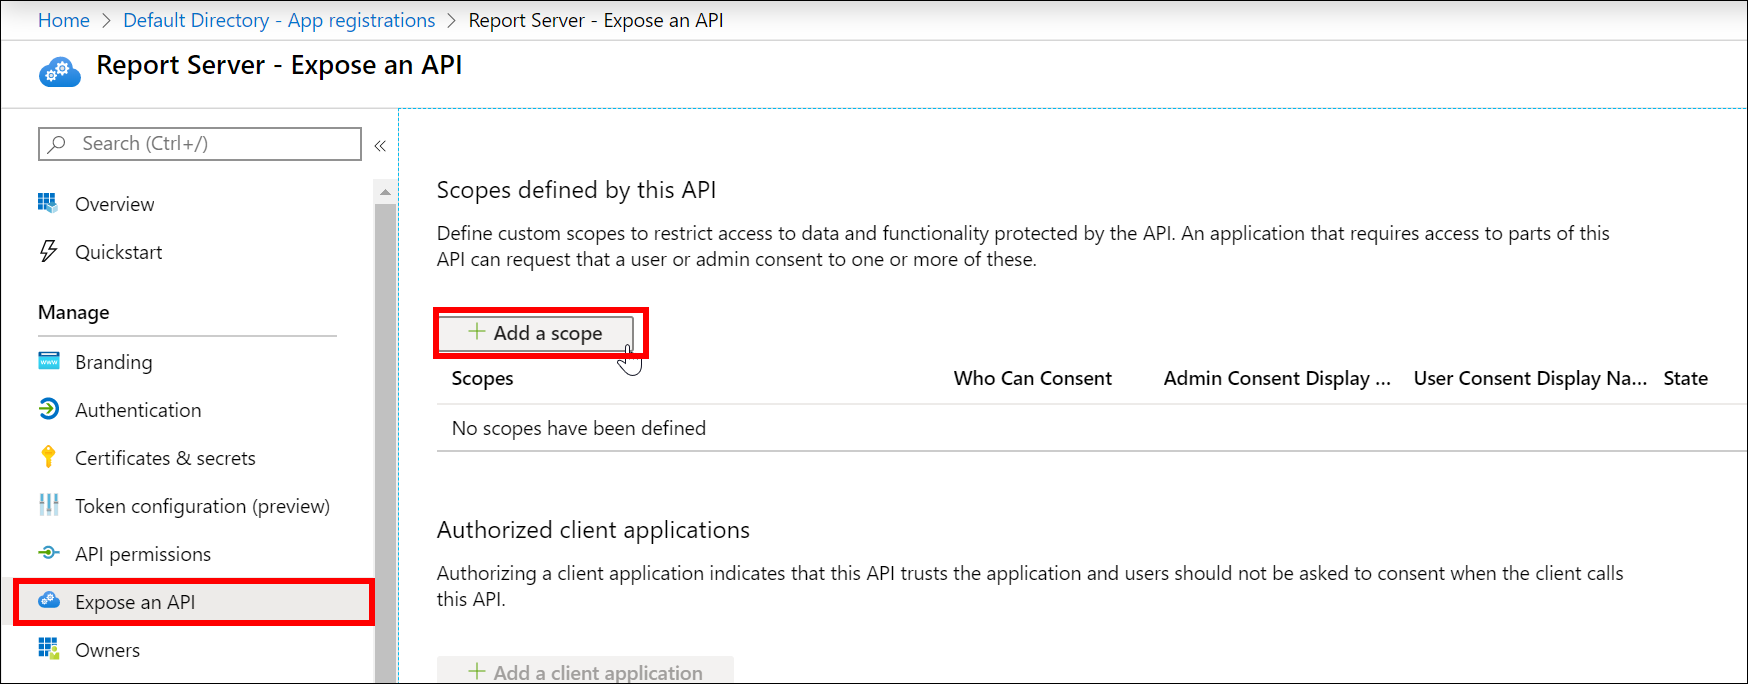 Home > Default Directory - App registrations > Report Server - Expose an API
Report Server - Expose an API
Search (Ctrl+/)
«
Overview
Quickstart
Manage
Branding
Authentication
Certificates & secrets
Token configuration (preview)
API permissions
Expose an API
Owners
Scopes defined by this API
Define custom scopes to restrict access to data and functionality protected by the API. An application that requires access to parts of this
API can request that a user or admin consent to one or more of these.
+ Add a scope
Scopes Who Can Consent Admin Consent Display ... User Consent Display Na... State
No scopes have been defined
Authorized client applications
Authorizing a client application indicates that this API trusts the application and users should not be asked to consent when the client calls
this API.
+ Add a client application